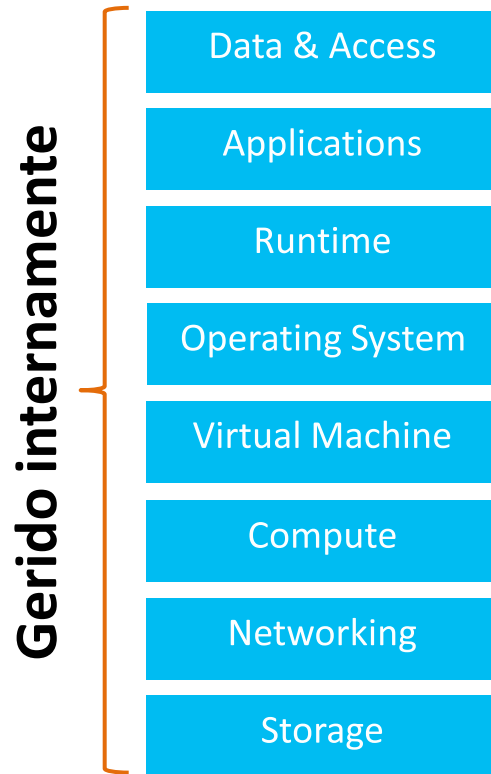 Gerido internamente
Data & Access
Applications
Runtime
Operating System
Virtual Machine
Compute
Networking
Storage